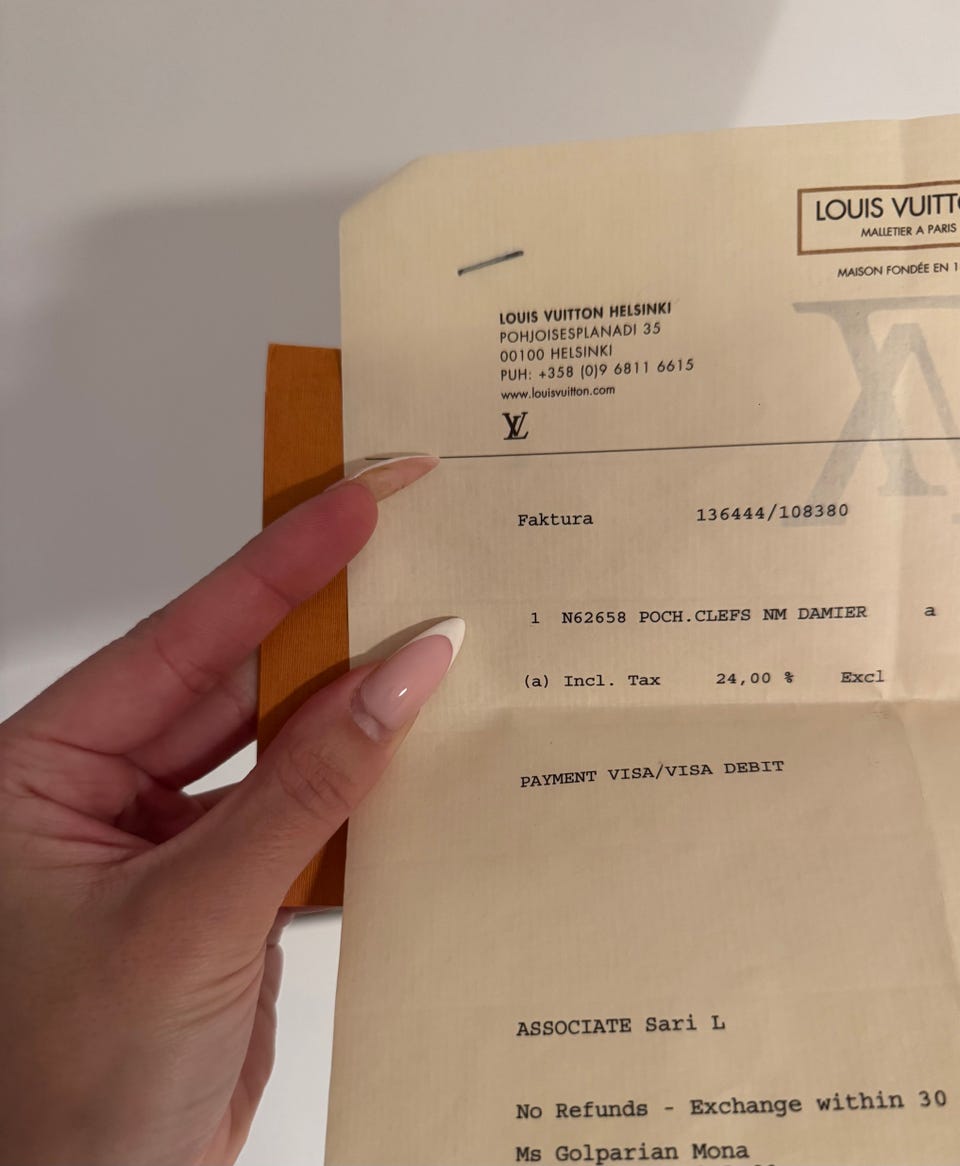 LOUIS VUITTO
MALLETIER A PARIS
MAISON FONDÉE EN 1
LOUIS VUITTON HELSINKI
POHJOISESPLANADI 35
00100 HELSINKI
PUH: +358 (0)9 6811 6615
www.louisvuitton.com
LV
Faktura 136444/108380
1 N62658 POCH.CLEFS NM DAMIER a
(a) Incl. Tax 24,00 % Excl
PAYMENT VISA/VISA DEBIT
ASSOCIATE Sari L
No Refunds - Exchange within 30
Ms Golparian Mona